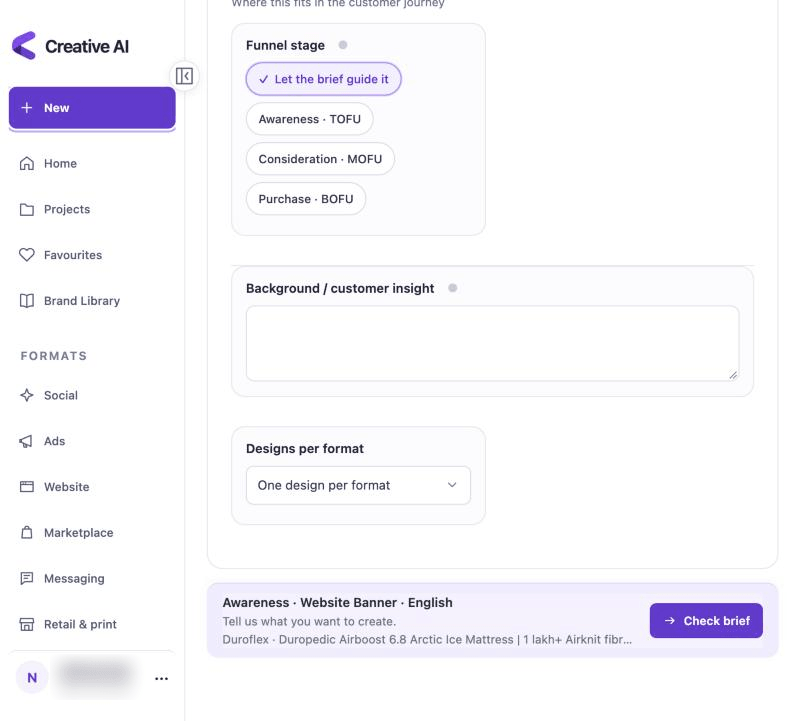 Where this fits in the customer journey
Creative AI
New
Home
Projects
Favourites
Brand Library
FORMATS
Social
Ads
Website
Marketplace
Messaging
Retail & print
N
Funnel stage
Let the brief guide it
Awareness · TOFU
Consideration · MOFU
Purchase · BOFU
Background / customer insight
Designs per format
One design per format
Awareness · Website Banner · English
Tell us what you want to create.
Duroflex · Duropedic Airboost 6.8 Arctic Ice Mattress | 1 lakh+ Airknit fibr...
Check brief